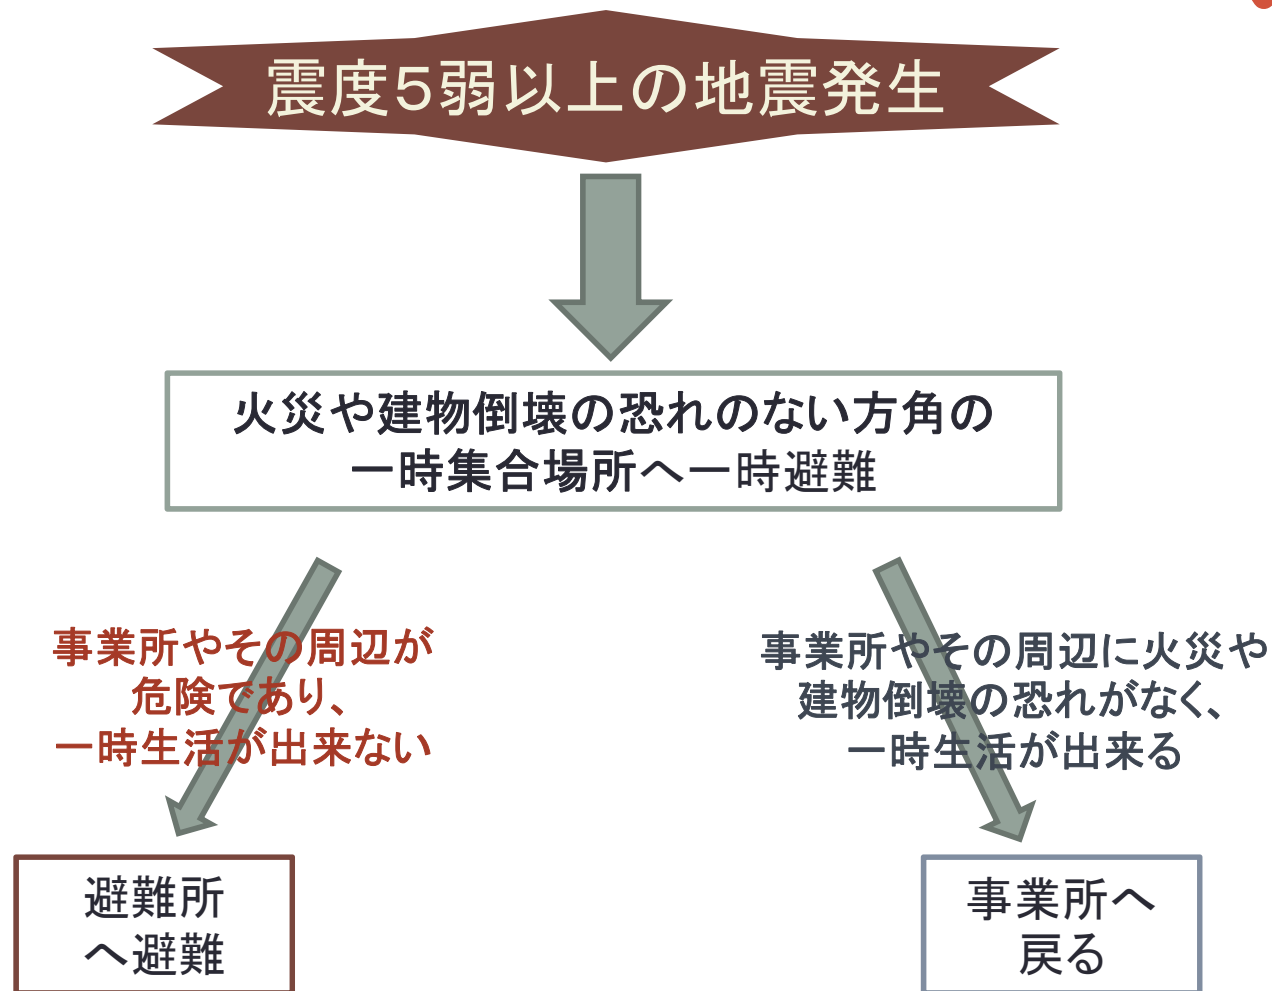 震度５弱以上の地震発生
火災や建物倒壊の恐れのない方角の
一時集合場所へ一時避難
事業所やその周辺が
危険であり、
一時生活が出来ない
事業所やその周辺に火災や
建物倒壊の恐れがなく、
一時生活が出来る
避難所
へ避難
事業所へ
戻る